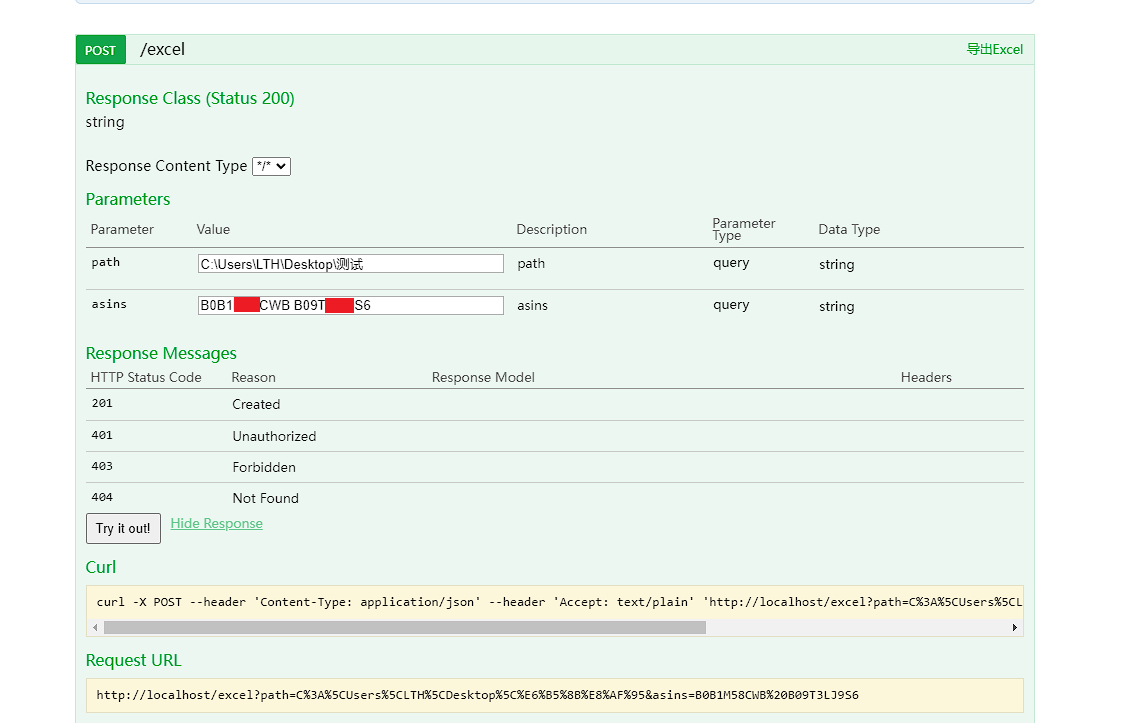 POST /excel 导出Excel
Response Class (Status 200)
string
Response Content Type */*
Parameters
Parameter Value Description Parameter Type Data Type
path C:\Users\LTH\Desktop\测试 path query string
asins B0B1 CWB B09T S6 asins query string
Response Messages
HTTP Status Code Reason Response Model Headers
201 Created
401 Unauthorized
403 Forbidden
404 Not Found
Try it out! Hide Response
Curl
curl -X POST --header 'Content-Type: application/json' --header 'Accept: text/plain' 'http://localhost/excel?path=C%3A%5CUsers%5CL
Request URL
http://localhost/excel?path=C%3A%5CUsers%5CLTH%5CDesktop%5C%E6%B5%8B%E8%AF%95&asins=B0B1M58CWB%20B09T3LJ9S6